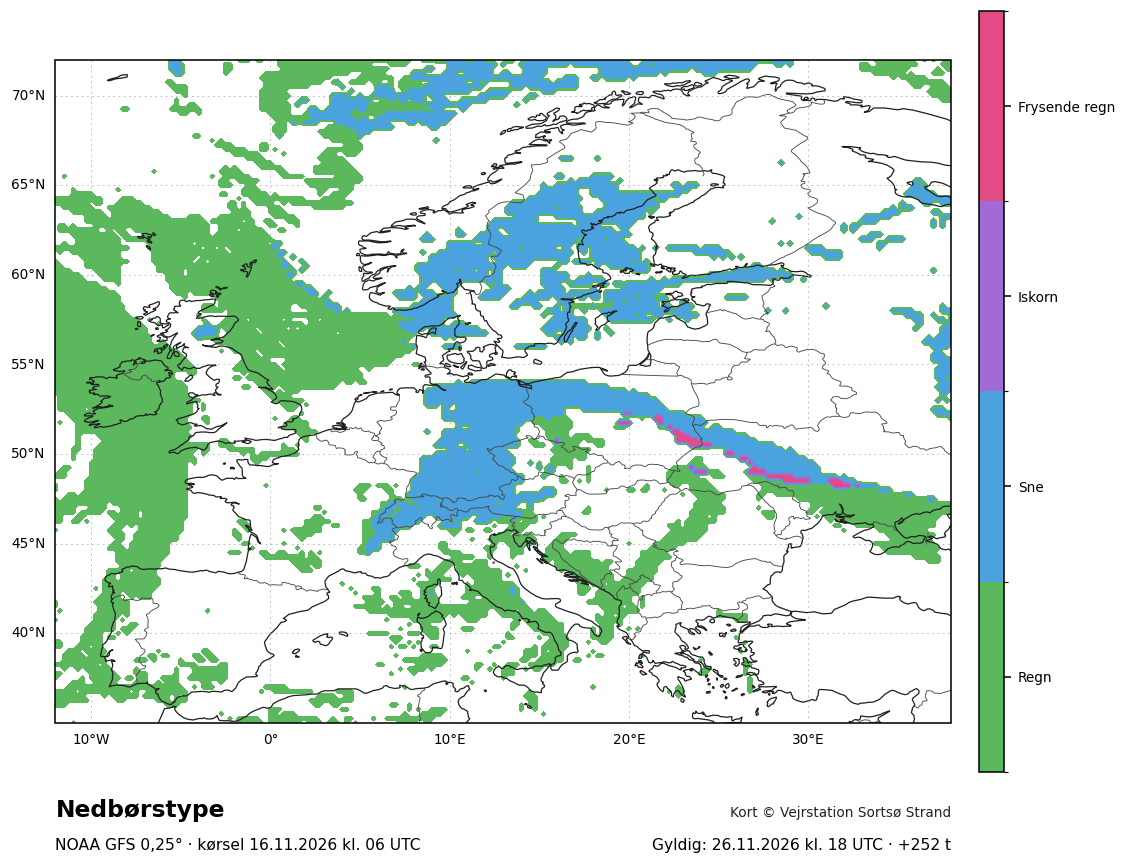 70°N
65°N
60°N
55°N
50°N
45°N
40°N
10°W
0°
10°E
20°E
30°E
Frysende regn
Iskorn
Sne
Regn
Nedbørstype
Kort © Vejrstation Sortsø Strand
NOAA GFS 0,25° · kørsel 16.11.2026 kl. 06 UTC
Gyldig: 26.11.2026 kl. 18 UTC · +252 t